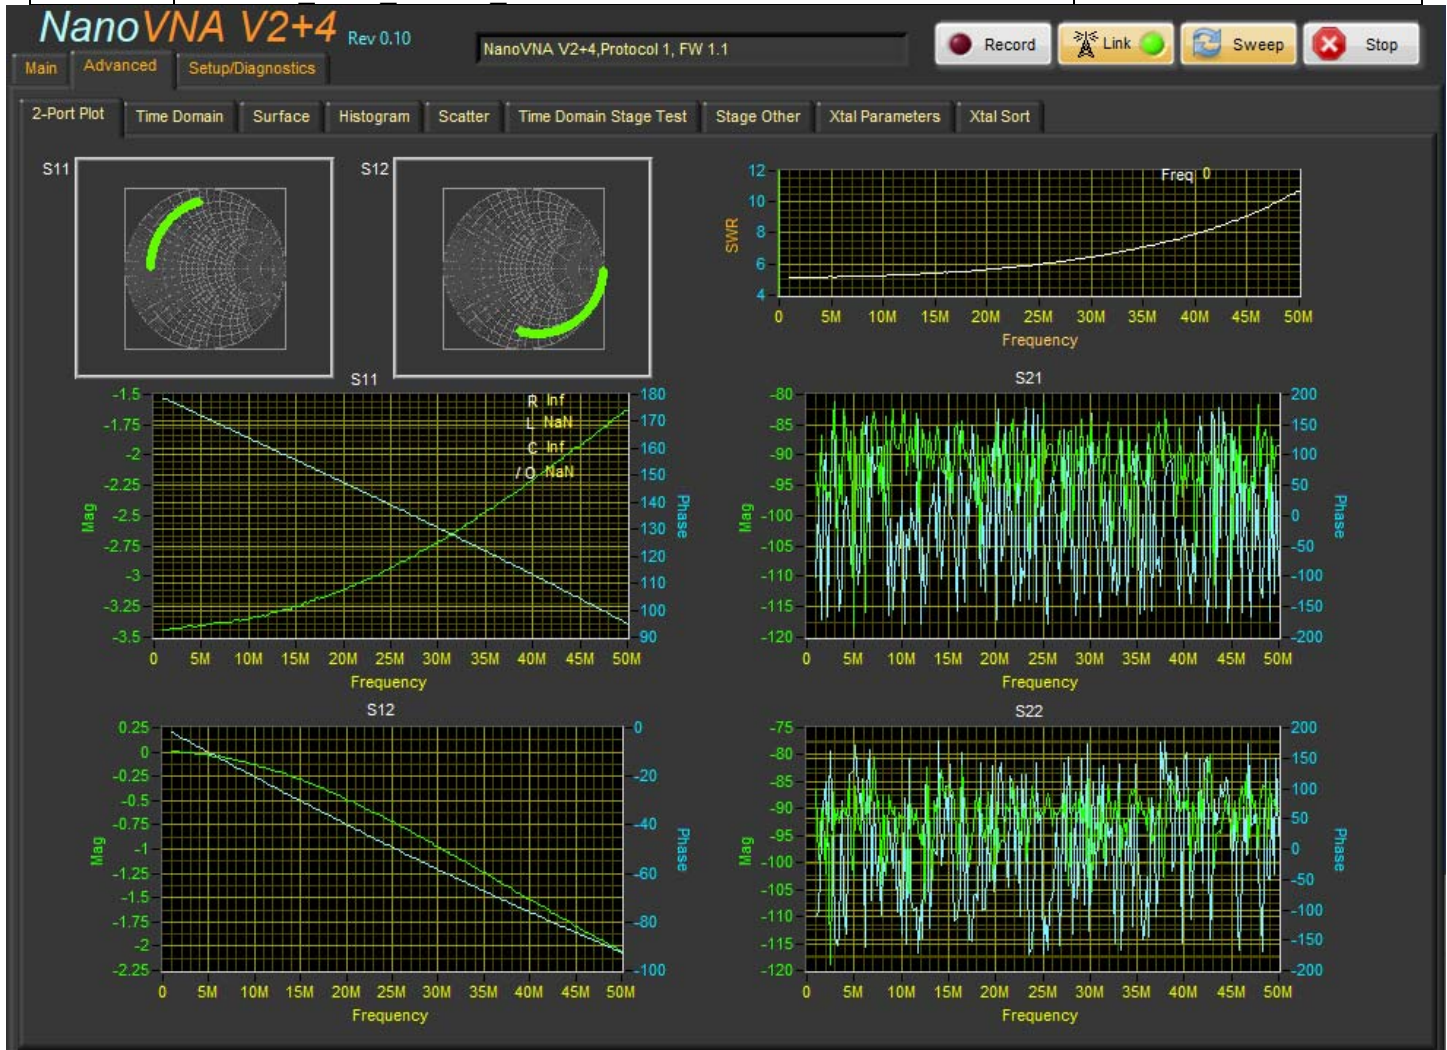 NanoVNA V2+4 Rev 0.10
NanoVNA V2+4,Protocol 1, FW 1.1
Record Link Sweep Stop
Main Advanced Setup/Diagnostics
2-Port Plot Time Domain Surface Histogram Scatter Time Domain Stage Test Stage Other Xtal Parameters Xtal Sort
S11
S12
Freq 0
SWR
12
10
8
6
4
0 5M 10M 15M 20M 25M 30M 35M 40M 45M 50M
Frequency
S11
R Inf
L NaN
C Inf
/ Q NaN
Mag
-1.5
-1.75
-2
-2.25
-2.5
-2.75
-3
-3.25
-3.5
180
170
160
150
140
130
120
110
100
90
Phase
0 5M 10M 15M 20M 25M 30M 35M 40M 45M 50M
Frequency
S21
Mag
-80
-85
-90
-95
-100
-105
-110
-115
-120
200
150
100
50
0
-50
-100
-150
-200
Phase
0 5M 10M 15M 20M 25M 30M 35M 40M 45M 50M
Frequency
S12
Mag
0.25
0
-0.25
-0.5
-0.75
-1
-1.25
-1.5
-1.75
-2
-2.25
0
-20
-40
-60
-80
-100
Phase
0 5M 10M 15M 20M 25M 30M 35M 40M 45M 50M
Frequency
S22
Mag
-75
-80
-85
-90
-95
-100
-105
-110
-115
-120
200
150
100
50
0
-50
-100
-150
-200
Phase
0 5M 10M 15M 20M 25M 30M 35M 40M 45M 50M
Frequency